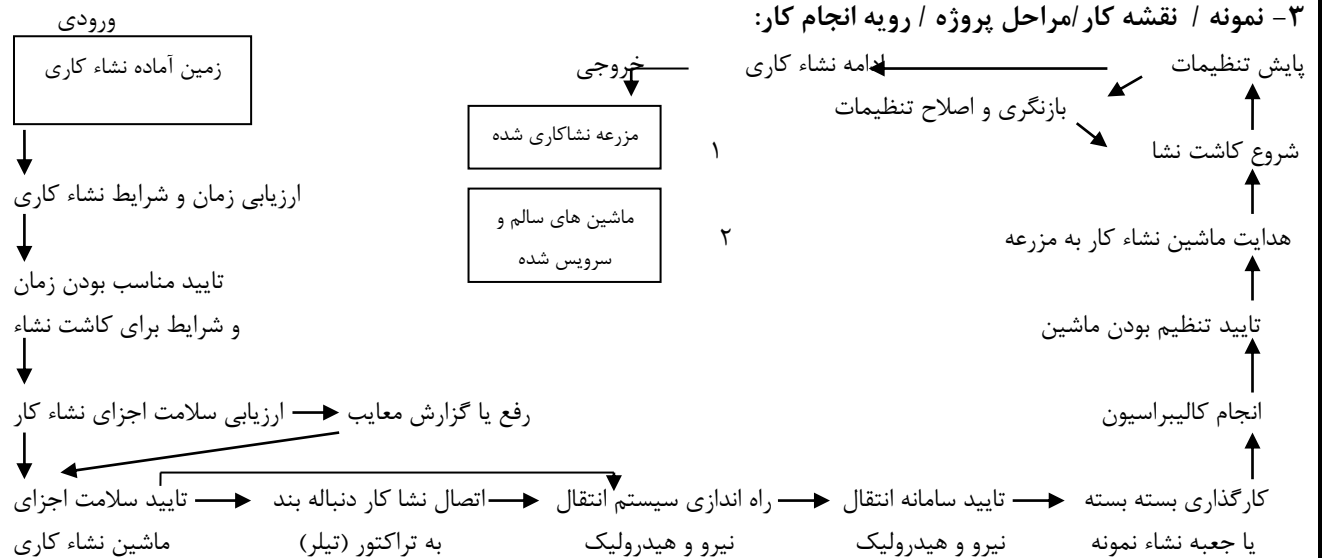 ۳- نمونه / نقشه کار/مراحل پروژه / رویه انجام کار:
ورودی
زمین آماده نشاء کاری
ارزیابی زمان و شرایط نشاء کاری
تایید مناسب بودن زمان
و شرایط برای کاشت نشاء
ارزیابی سلامت اجزای نشاء کار
رفع یا گزارش معایب
تایید سلامت اجزای
ماشین نشاء کاری
اتصال نشا کار دنباله بند
به تراکتور (تیلر)
راه اندازی سیستم انتقال
نیرو و هیدرولیک
تایید سامانه انتقال
نیرو و هیدرولیک
کارگذاری بسته بسته
یا جعبه نشاء نمونه
انجام کالیبراسیون
تایید تنظیم بودن ماشین
هدایت ماشین نشاء کار به مزرعه
شروع کاشت نشا
پایش تنظیمات
بازنگری و اصلاح تنظیمات
ادامه نشاء کاری
خروجی
۱
مزرعه نشاکاری شده
۲
ماشین های سالم و
سرویس شده